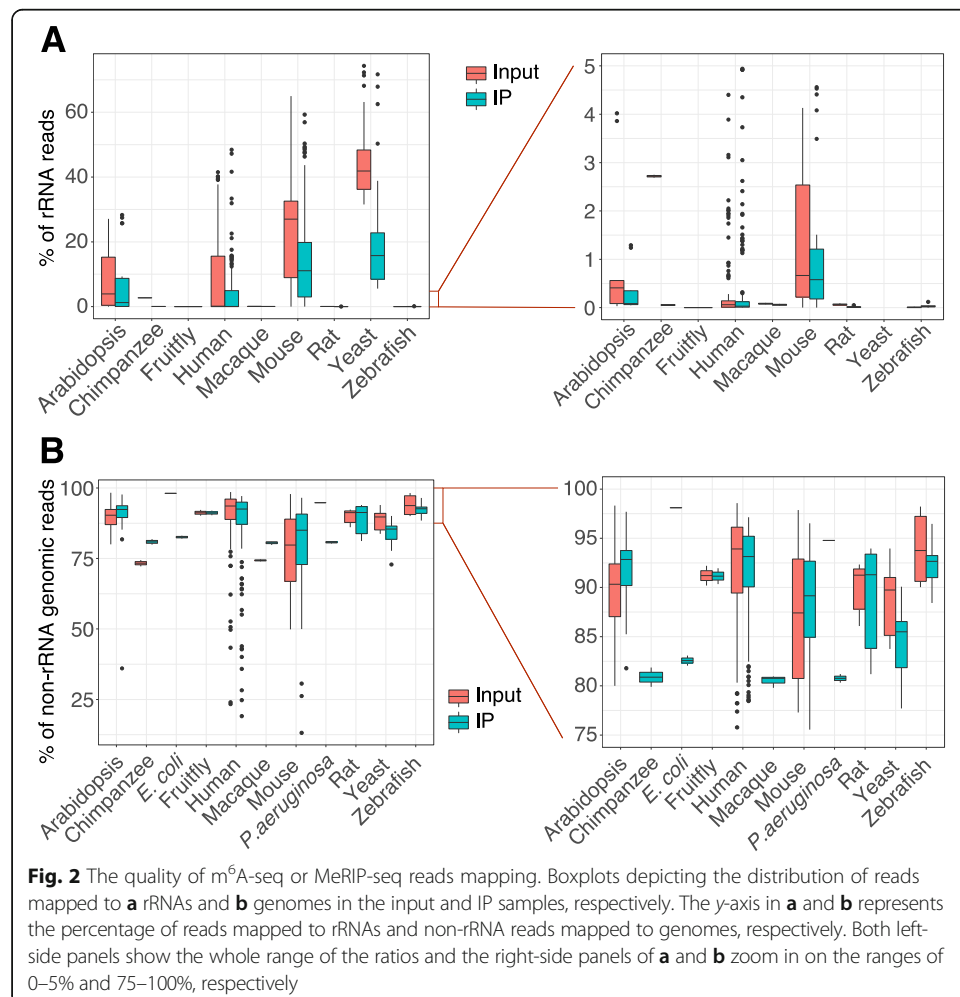 A
% of rRNA reads
60
40
20
0
Input
IP
5
4
3
2
1
0
Arabidopsis
Chimpanzee
Fruitfly
Human
Macaque
Mouse
Rat
Yeast
Zebrafish
Arabidopsis
Chimpanzee
Fruitfly
Human
Macaque
Mouse
Rat
Yeast
Zebrafish
B
% of non-rRNA genomic reads
100
75
50
25
Input
IP
100
95
90
85
80
75
Arabidopsis
Chimpanzee
E. coli
Fruitfly
Human
Macaque
Mouse
P.aeruginosa
Rat
Yeast
Zebrafish
Arabidopsis
Chimpanzee
E. coli
Fruitfly
Human
Macaque
Mouse
P.aeruginosa
Rat
Yeast
Zebrafish
Fig. 2 The quality of m⁶A-seq or MeRIP-seq reads mapping. Boxplots depicting the distribution of reads
mapped to a rRNAs and b genomes in the input and IP samples, respectively. The y-axis in a and b represents
the percentage of reads mapped to rRNAs and non-rRNA reads mapped to genomes, respectively. Both left-
side panels show the whole range of the ratios and the right-side panels of a and b zoom in on the ranges of
0–5% and 75–100%, respectively